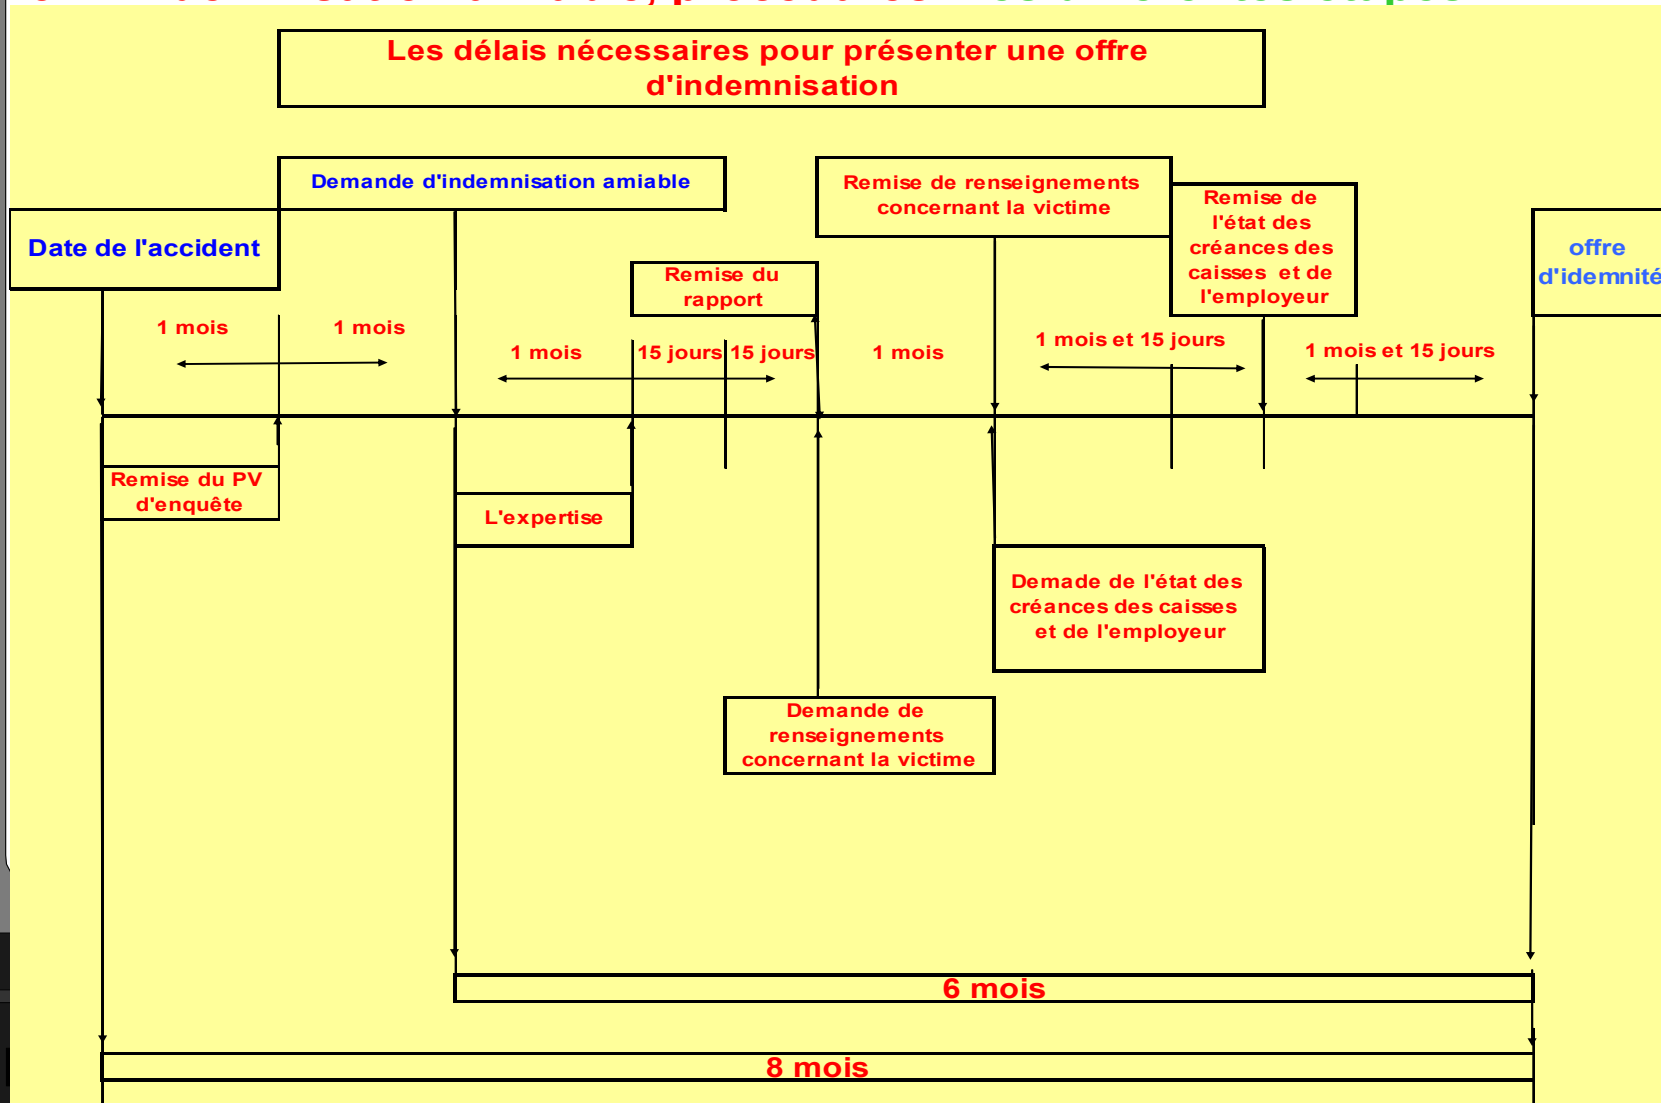 Les délais nécessaires pour présenter une offre
d'indemnisation
Demande d'indemnisation amiable
Remise de renseignements
concernant la victime
Remise de
l'état des
créances des
caisses et de
l'employeur
Date de l'accident
offre
d'idemnité
Remise du
rapport
1 mois
1 mois
1 mois
15 jours
15 jours
1 mois
1 mois et 15 jours
1 mois et 15 jours
Remise du PV
d'enquête
L'expertise
Demade de l'état des
créances des caisses
et de l'employeur
Demande de
renseignements
concernant la victime
6 mois
8 mois